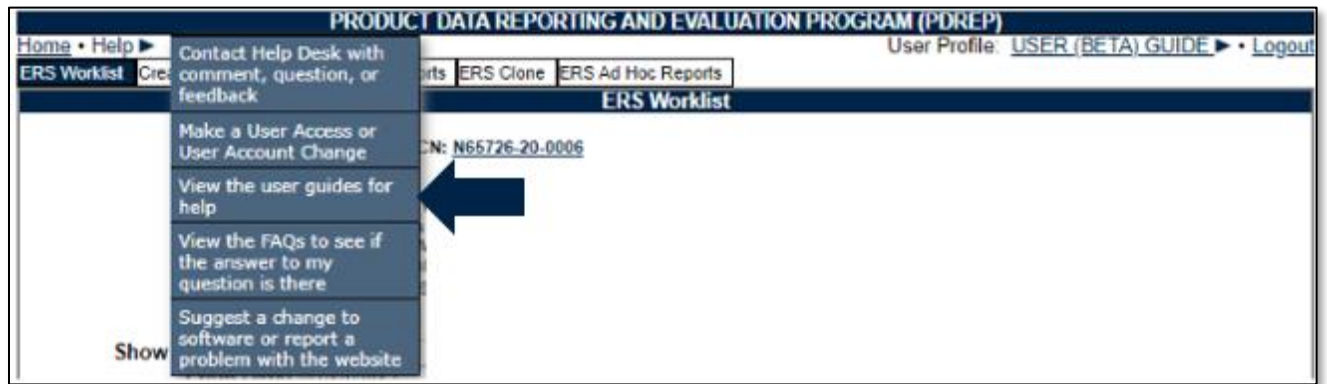 PRODUCT DATA REPORTING AND EVALUATION PROGRAM (PDREP)
Home • Help ▶ User Profile: USER (BETA) GUIDE ▶ • Logout
ERS Worklist Crea rts ERS Clone ERS Ad Hoc Reports
ERS Worklist
Contact Help Desk with
comment, question, or
feedback
Make a User Access or
User Account Change
CN: N65726-20-0006
View the user guides for
help
View the FAQs to see if
the answer to my
question is there
Suggest a change to
software or report a
problem with the website
Show